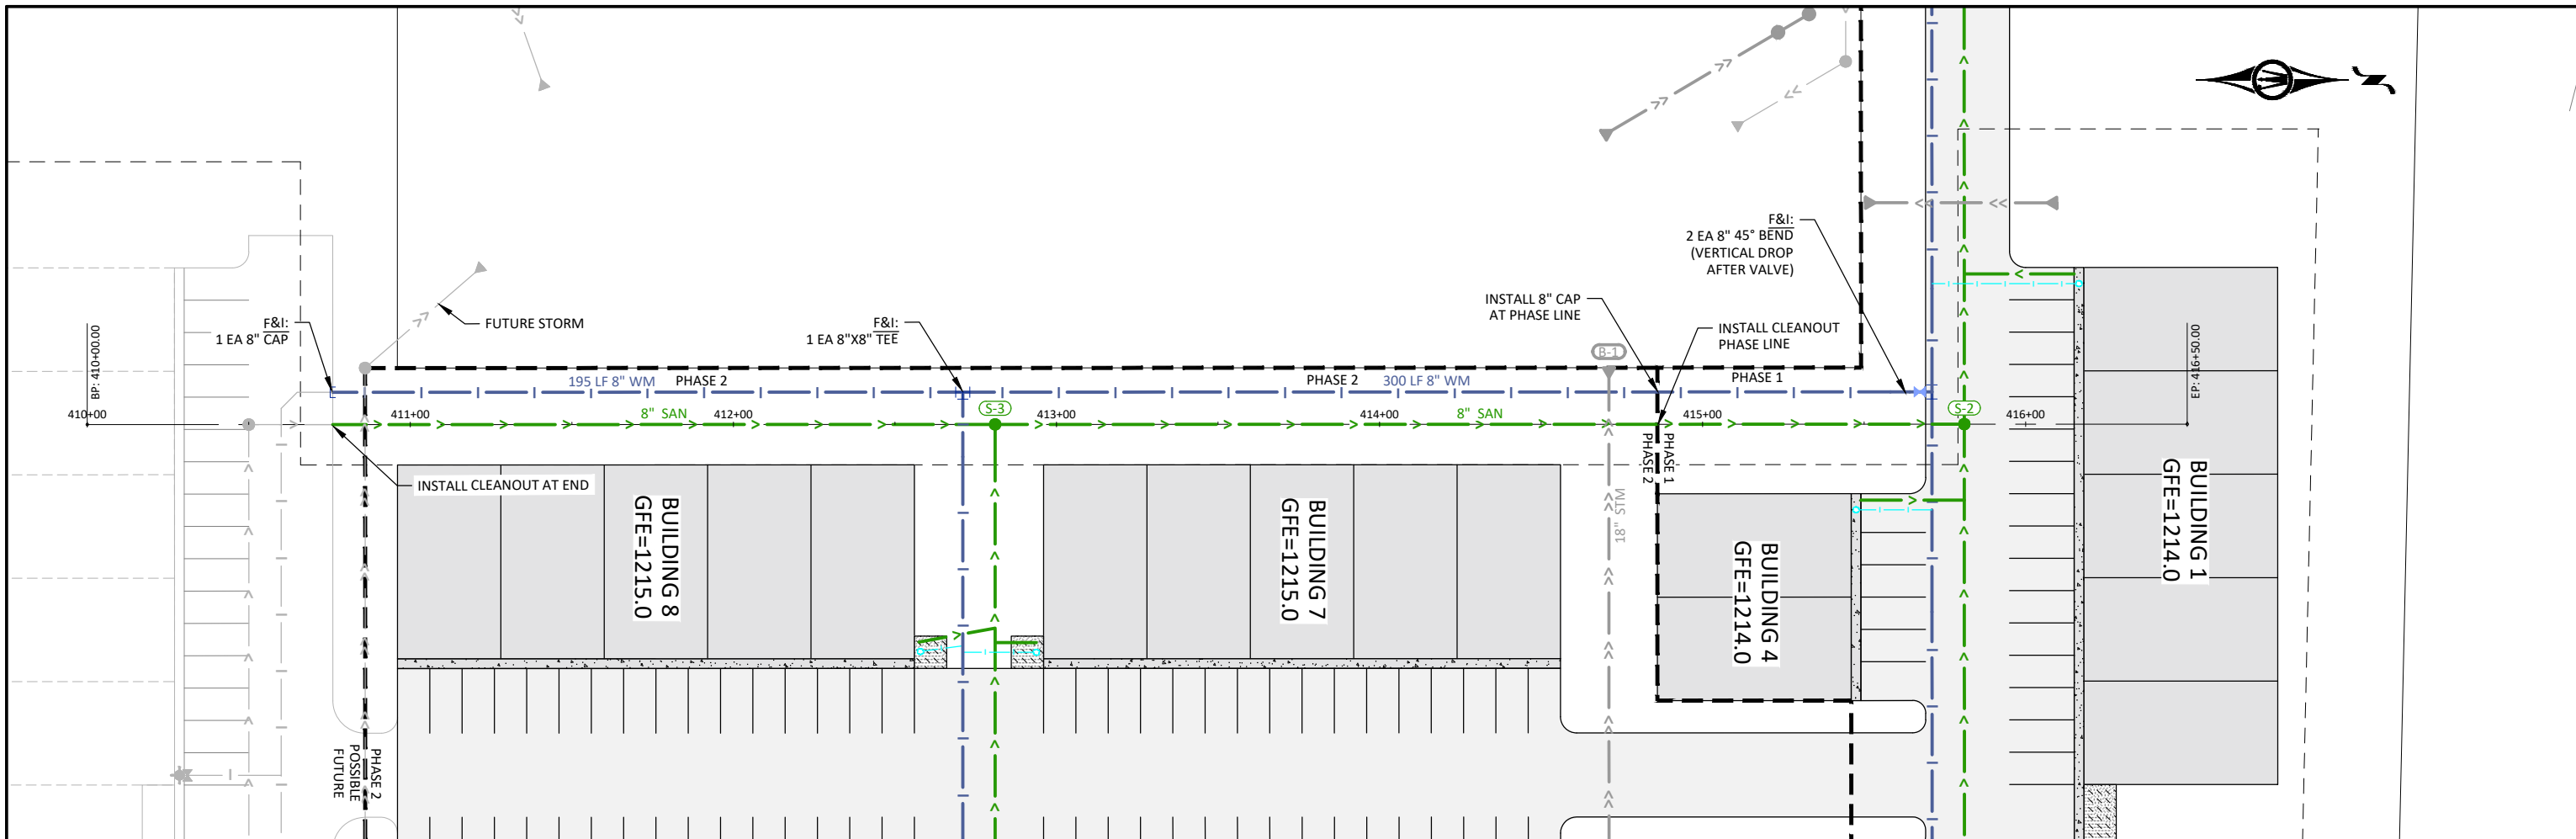 F&I:
2 EA 8" 45° BEND
(VERTICAL DROP
AFTER VALVE)
INSTALL 8" CAP
AT PHASE LINE
INSTALL CLEANOUT
PHASE LINE
F&I:
1 EA 8" CAP
FUTURE STORM
F&I:
1 EA 8"X8" TEE
BP: 410+00.00
EP: 416+50.00
B-1
195 LF 8" WM
PHASE 2
PHASE 2
300 LF 8" WM
PHASE 1
410+00
411+00
8" SAN
412+00
S-3
413+00
414+00
8" SAN
415+00
S-2
416+00
PHASE 1
PHASE 2
INSTALL CLEANOUT AT END
18" STM
BUILDING 8
GFE=1215.0
BUILDING 7
GFE=1215.0
BUILDING 4
GFE=1214.0
BUILDING 1
GFE=1214.0
PHASE 2
POSSIBLE
FUTURE
N